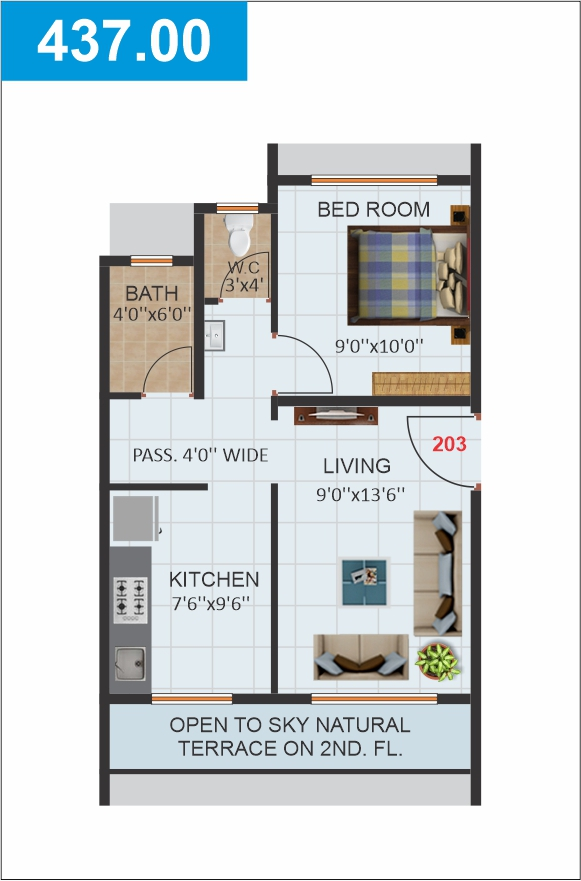 437.00
BED ROOM
9'0''x10'0''
W.C
3'x4'
BATH
4'0''x6'0''
203
PASS. 4'0'' WIDE
LIVING
9'0''x13'6''
KITCHEN
7'6''x9'6''
OPEN TO SKY NATURAL
TERRACE ON 2ND. FL.